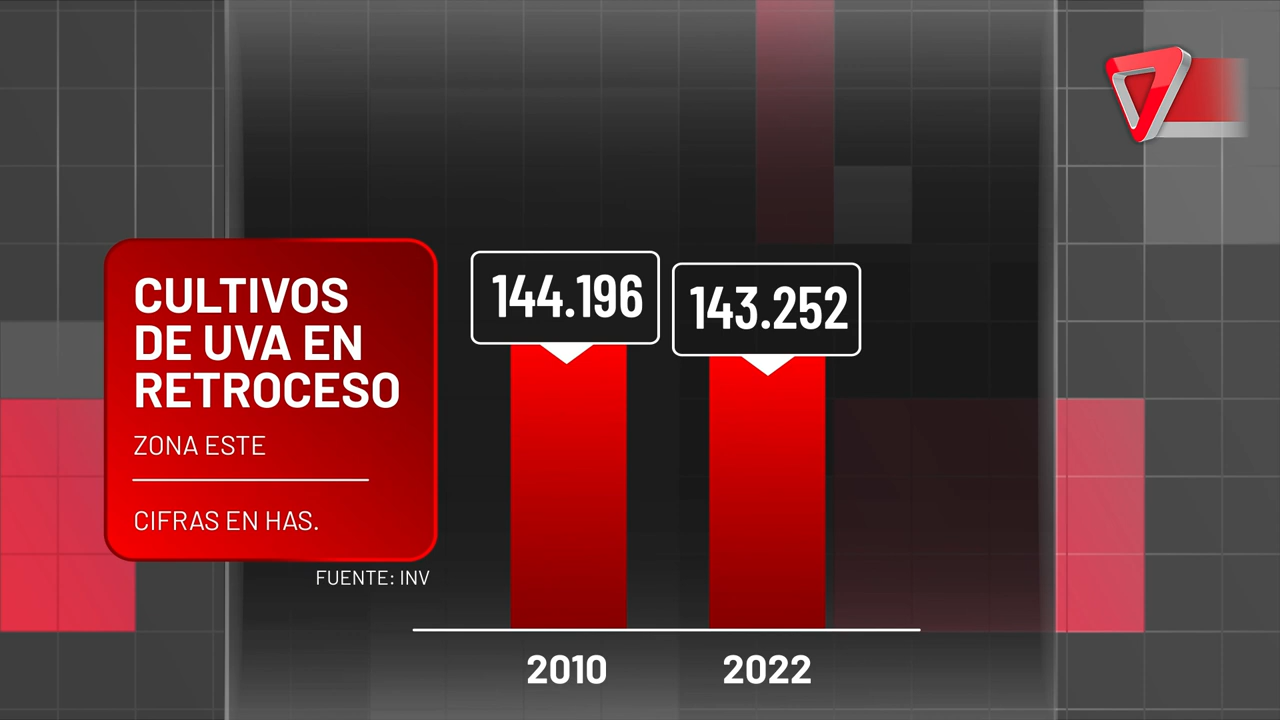 CULTIVOS
DE UVA EN
RETROCESO
ZONA ESTE
CIFRAS EN HAS.
FUENTE: INV
144.196
143.252
2010
2022